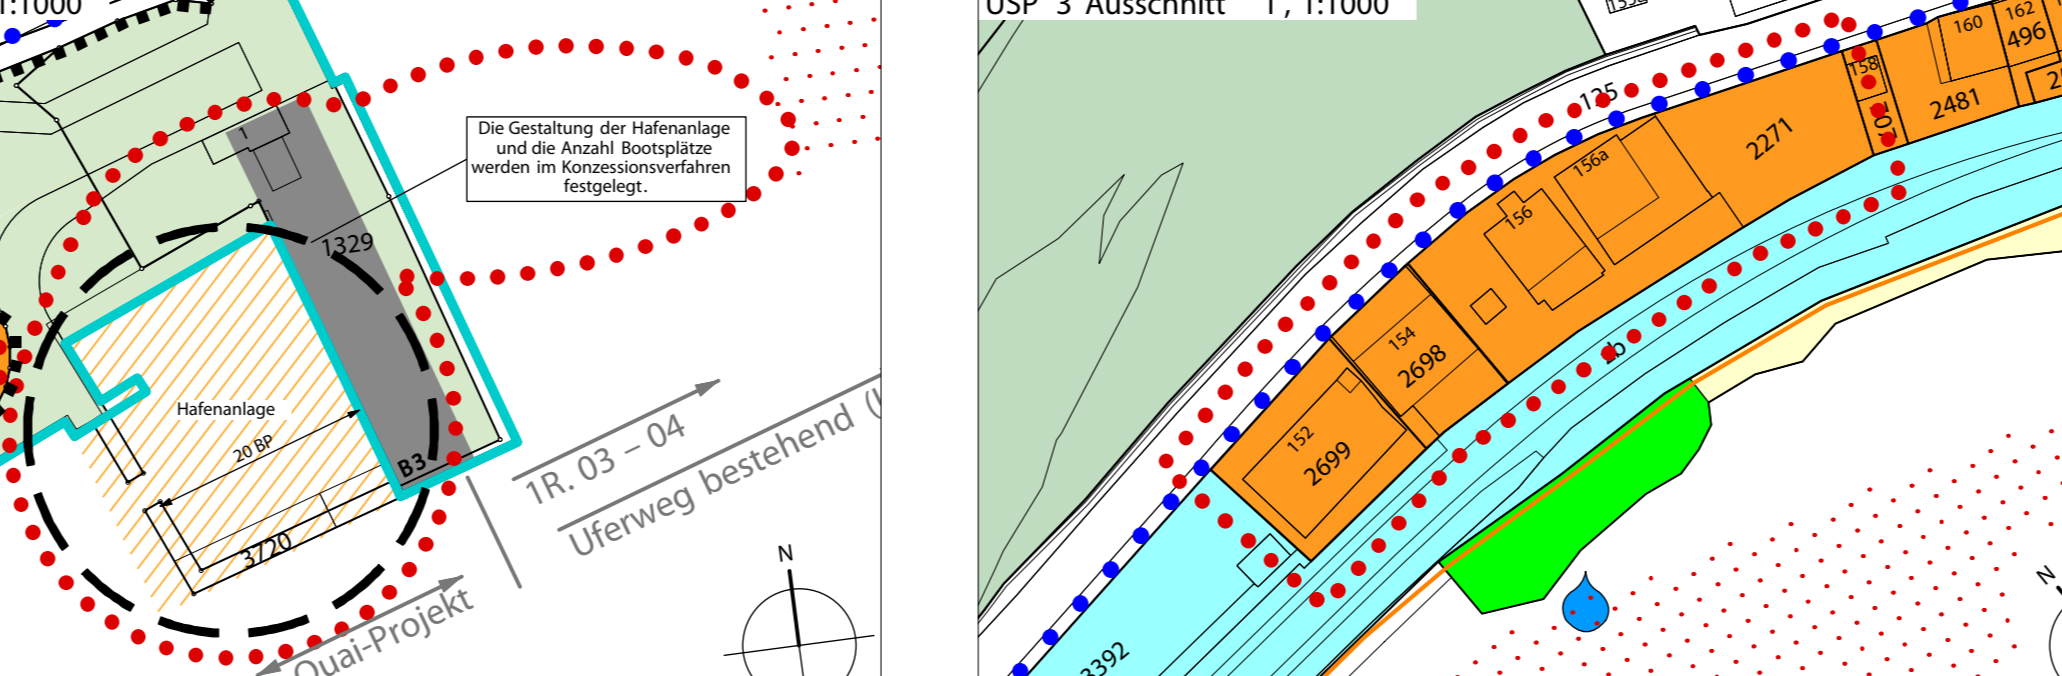 1:1000
1
Die Gestaltung der Hafenanlage
und die Anzahl Bootsplätze
werden im Konzessionsverfahren
festgelegt.
1329
Hafenanlage
20 BP
B3
3720
1R. 03 – 04
Uferweg bestehend (
Quai-Projekt
N
USP 3 Ausschnitt 1, 1:1000
135
158
160
162
496
2481
2271
156a
156
154
2698
152
2699
2b
3392
N